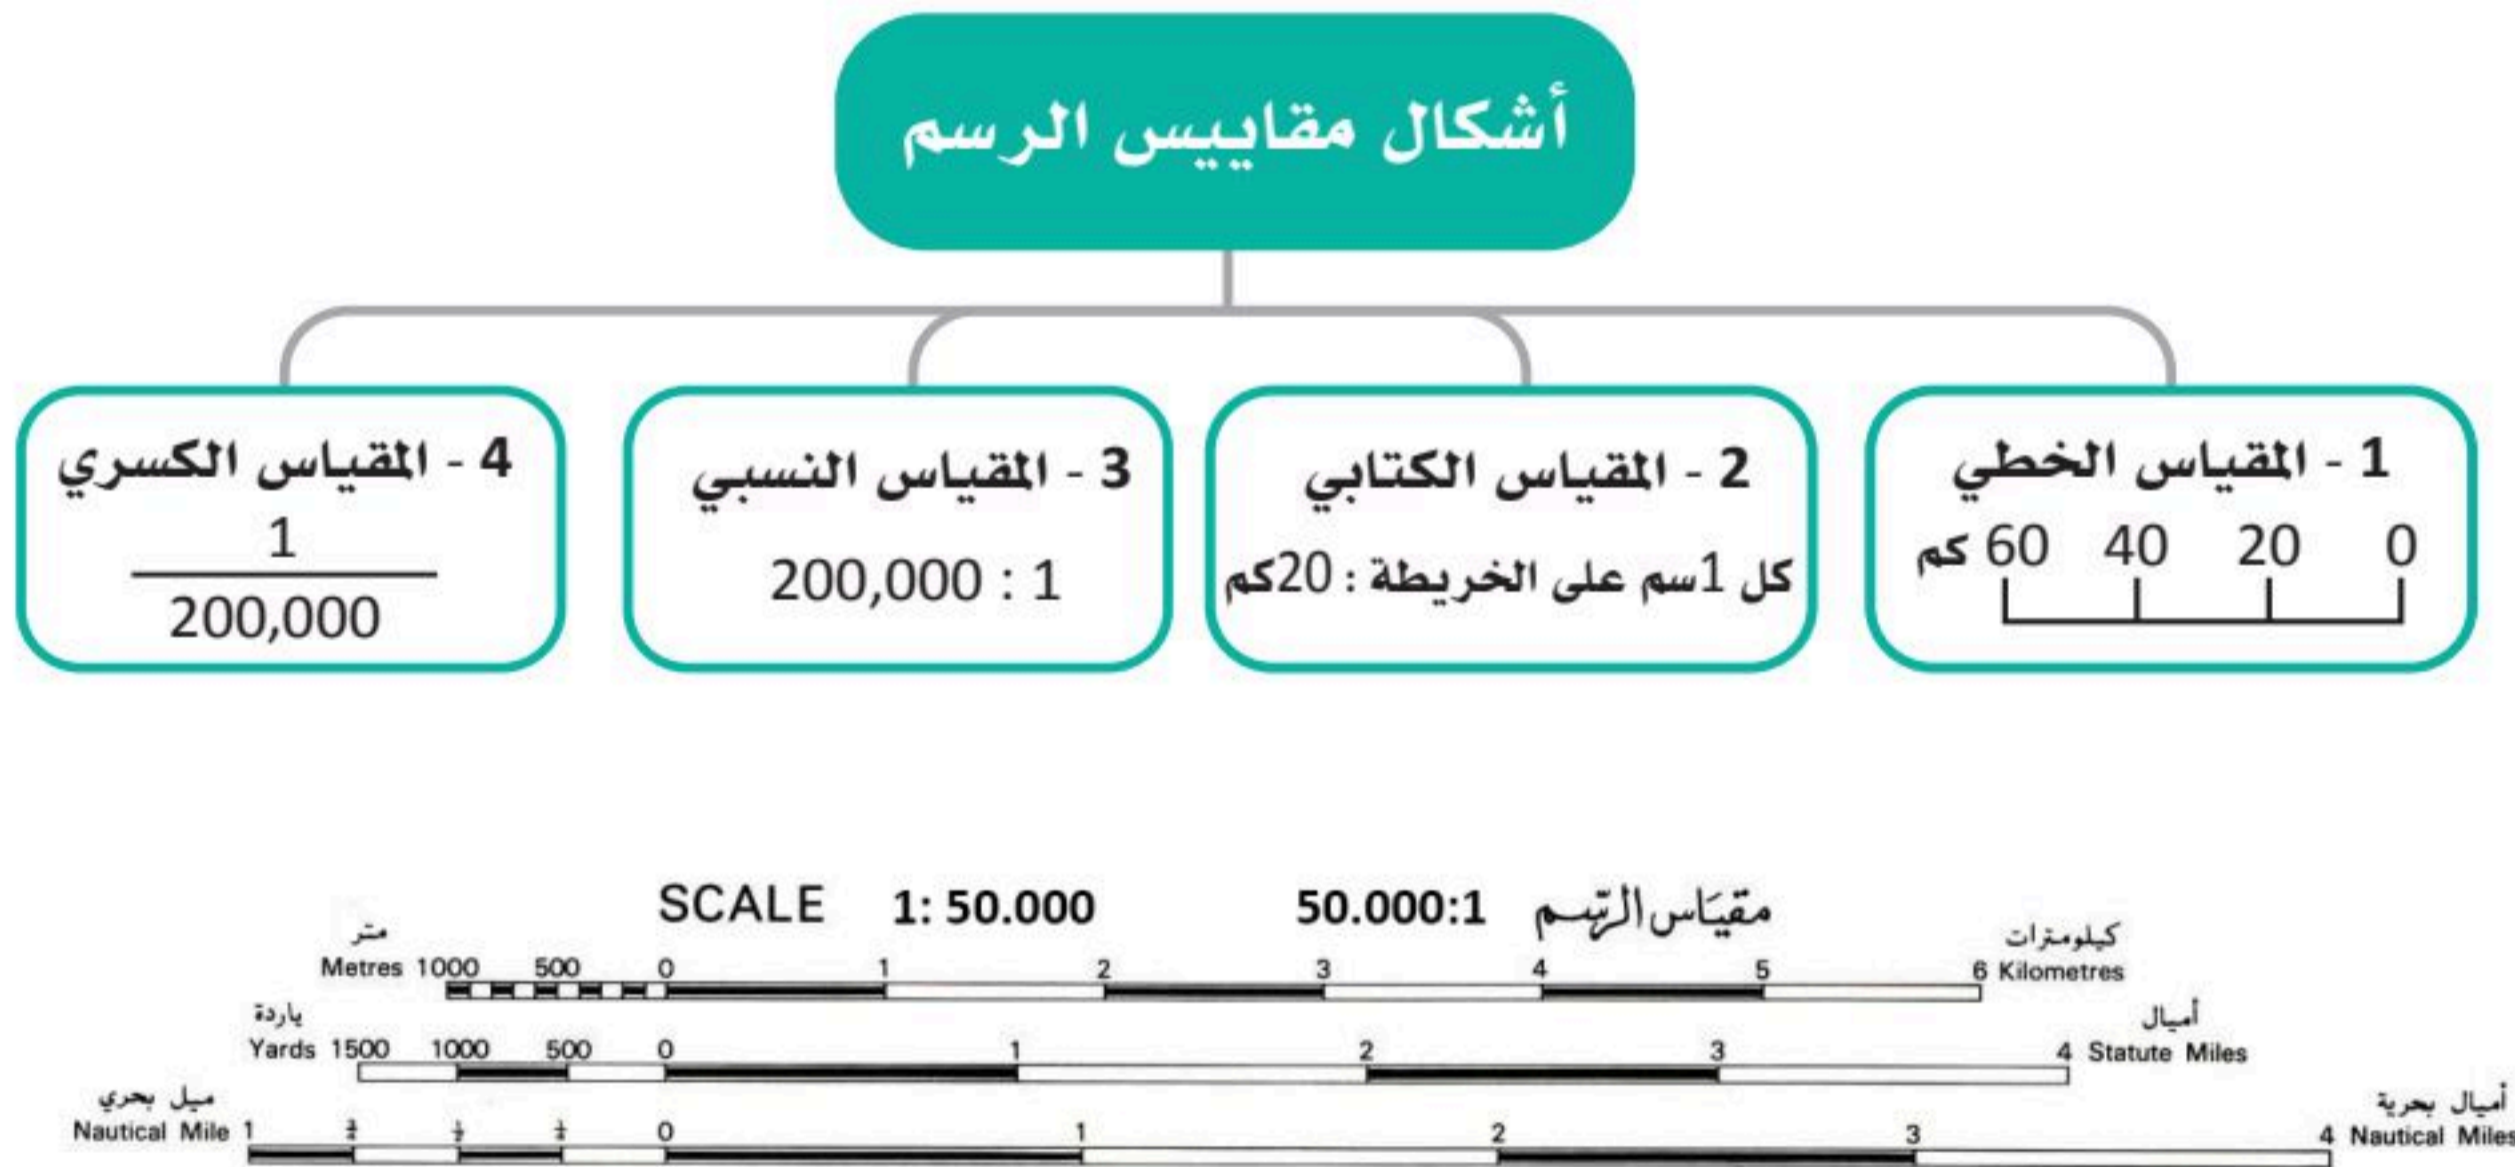 أشكال مقاييس الرسم
1 - المقياس الخطي
0 20 40 60 كم
2 - المقياس الكتابي
كل 1سم على الخريطة : 20كم
3 - المقياس النسبي
200,000 : 1
4 - المقياس الكسري
1
200,000
SCALE 1: 50.000 50.000:1 مقياس الرسم
متر كيلومترات
Metres 1000 500 0 1 2 3 4 5 6 Kilometres
ياردة أميال
Yards 1500 1000 500 0 1 2 3 4 Statute Miles
ميل بحري أميال بحرية
Nautical Mile 1 ½ 0 1 2 3 4 Nautical Miles